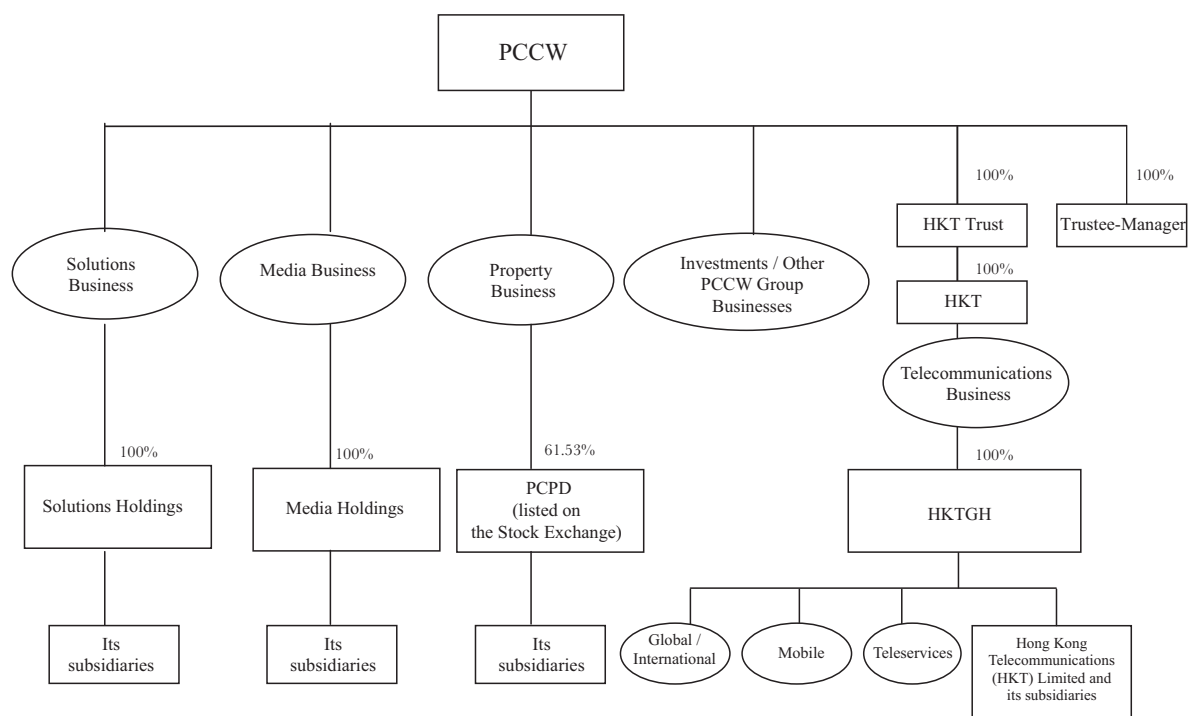 PCCW
100%
100%
HKT Trust
Trustee-Manager
Solutions
Business
Media Business
Property
Business
Investments / Other
PCCW Group
Businesses
100%
HKT
Telecommunications
Business
100%
100%
61.53%
100%
Solutions Holdings
Media Holdings
PCPD
(listed on
the Stock Exchange)
HKTGH
Its
subsidiaries
Its
subsidiaries
Its
subsidiaries
Global /
International
Mobile
Teleservices
Hong Kong
Telecommunications
(HKT) Limited and
its subsidiaries